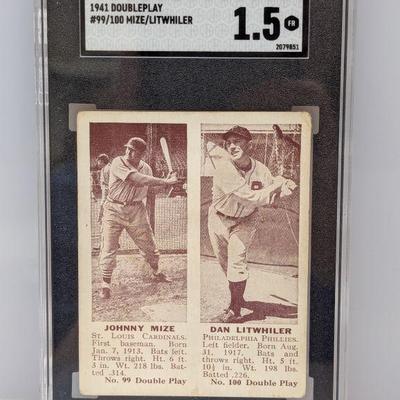 1941 DOUBLEPLAY
#99/100 MIZE/LITWHILER
1.5 FR
2079851
JOHNNY MIZE
ST. LOUIS CARDINALS.
First baseman. Born
Jan. 7, 1913. Bats left.
Throws right. Ht. 6 ft
3 in. Wt. 218 lbs. Bat-
ted .314.
No. 99 Double Play
DAN LITWHILER
PHILADELPHIA PHILLIES.
Left fielder. Born Aug.
31, 1917. Bats and
throws right. Ht. 5 ft.
10½ in. Wt. 198 lbs.
Batted .226.
No. 100 Double Play